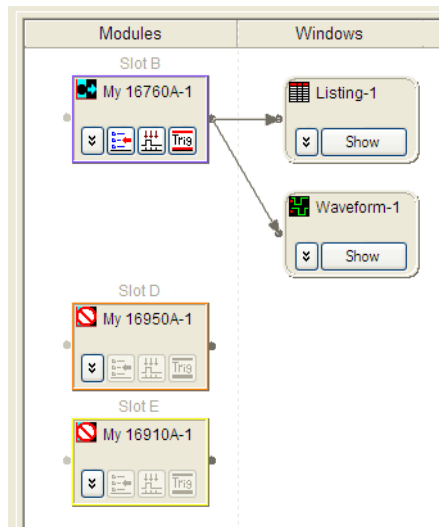 Modules Windows
Slot B
My 16760A-1
Trig
Listing-1
Show
Waveform-1
Show
Slot D
My 16950A-1
Trig
Slot E
My 16910A-1
Trig